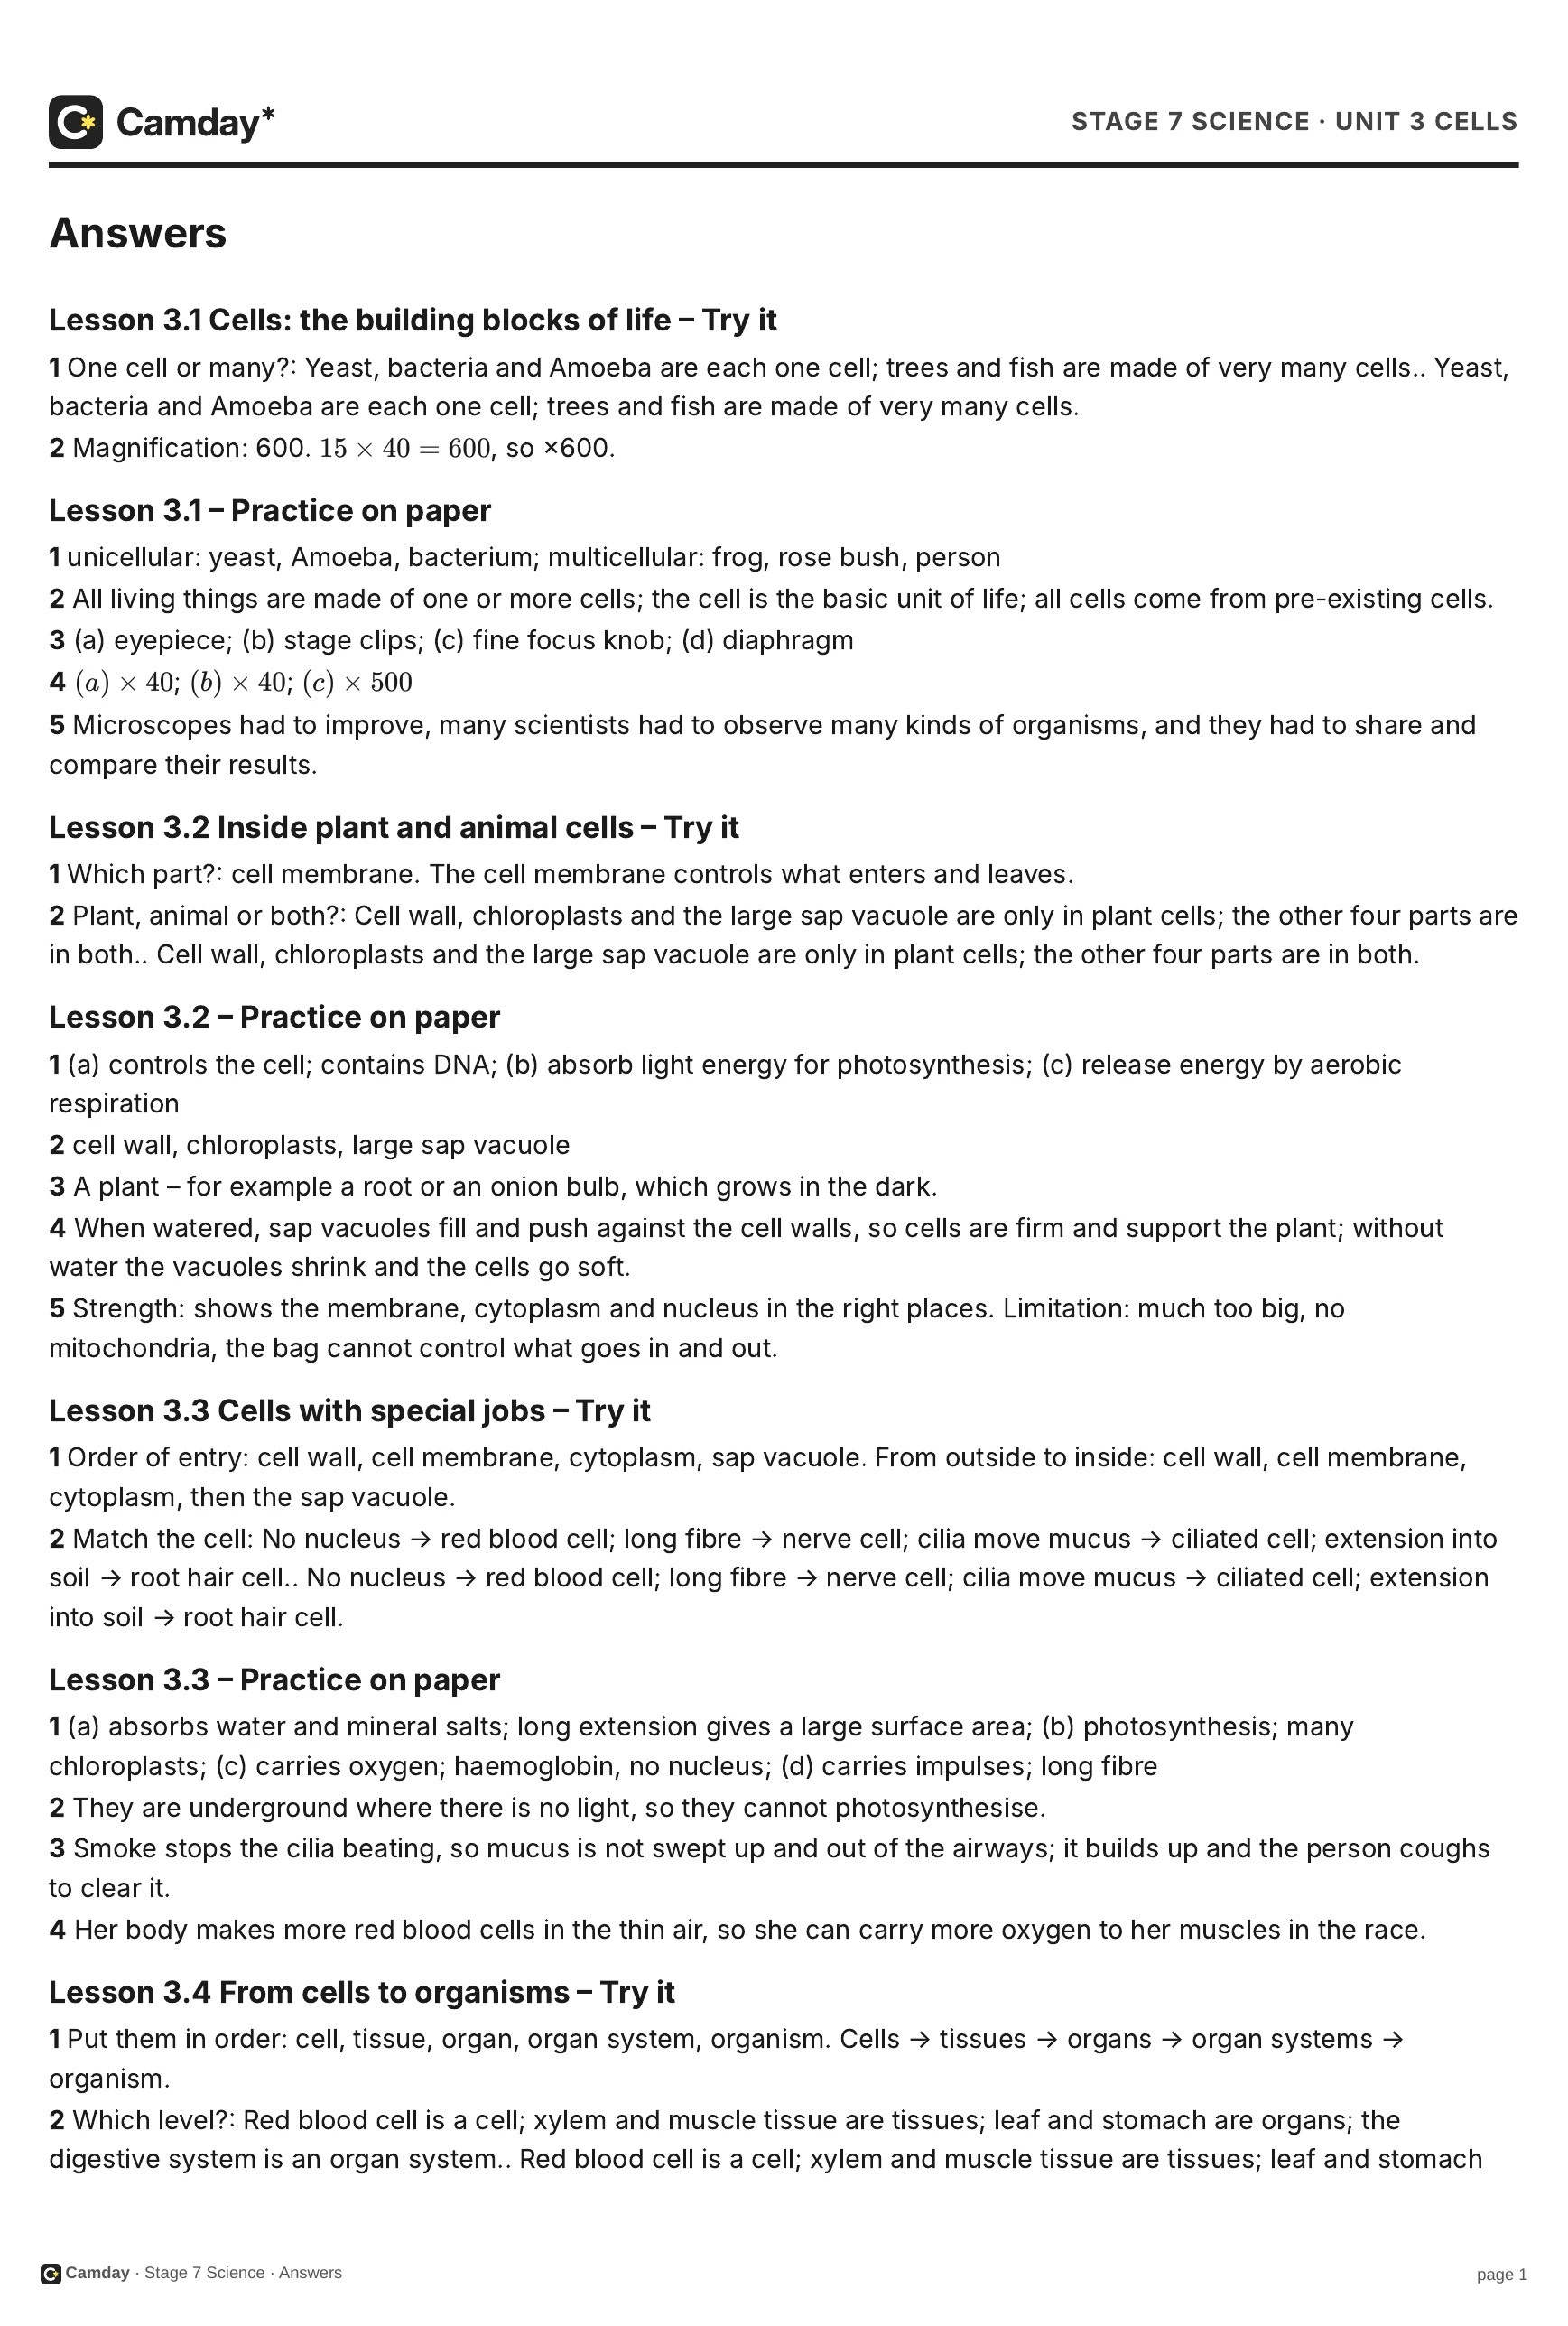 Camday*
STAGE 7 SCIENCE · UNIT 3 CELLS
Answers
Lesson 3.1 Cells: the building blocks of life – Try it
1 One cell or many?: Yeast, bacteria and Amoeba are each one cell; trees and fish are made of very many cells.. Yeast,
bacteria and Amoeba are each one cell; trees and fish are made of very many cells.
2 Magnification: 600. 15 × 40 = 600, so ×600.
Lesson 3.1 – Practice on paper
1 unicellular: yeast, Amoeba, bacterium; multicellular: frog, rose bush, person
2 All living things are made of one or more cells; the cell is the basic unit of life; all cells come from pre-existing cells.
3 (a) eyepiece; (b) stage clips; (c) fine focus knob; (d) diaphragm
4 (a) × 40; (b) × 40; (c) × 500
5 Microscopes had to improve, many scientists had to observe many kinds of organisms, and they had to share and
compare their results.
Lesson 3.2 Inside plant and animal cells – Try it
1 Which part?: cell membrane. The cell membrane controls what enters and leaves.
2 Plant, animal or both?: Cell wall, chloroplasts and the large sap vacuole are only in plant cells; the other four parts are
in both.. Cell wall, chloroplasts and the large sap vacuole are only in plant cells; the other four parts are in both.
Lesson 3.2 – Practice on paper
1 (a) controls the cell; contains DNA; (b) absorb light energy for photosynthesis; (c) release energy by aerobic
respiration
2 cell wall, chloroplasts, large sap vacuole
3 A plant – for example a root or an onion bulb, which grows in the dark.
4 When watered, sap vacuoles fill and push against the cell walls, so cells are firm and support the plant; without
water the vacuoles shrink and the cells go soft.
5 Strength: shows the membrane, cytoplasm and nucleus in the right places. Limitation: much too big, no
mitochondria, the bag cannot control what goes in and out.
Lesson 3.3 Cells with special jobs – Try it
1 Order of entry: cell wall, cell membrane, cytoplasm, sap vacuole. From outside to inside: cell wall, cell membrane,
cytoplasm, then the sap vacuole.
2 Match the cell: No nucleus → red blood cell; long fibre → nerve cell; cilia move mucus → ciliated cell; extension into
soil → root hair cell.. No nucleus → red blood cell; long fibre → nerve cell; cilia move mucus → ciliated cell; extension
into soil → root hair cell.
Lesson 3.3 – Practice on paper
1 (a) absorbs water and mineral salts; long extension gives a large surface area; (b) photosynthesis; many
chloroplasts; (c) carries oxygen; haemoglobin, no nucleus; (d) carries impulses; long fibre
2 They are underground where there is no light, so they cannot photosynthesise.
3 Smoke stops the cilia beating, so mucus is not swept up and out of the airways; it builds up and the person coughs
to clear it.
4 Her body makes more red blood cells in the thin air, so she can carry more oxygen to her muscles in the race.
Lesson 3.4 From cells to organisms – Try it
1 Put them in order: cell, tissue, organ, organ system, organism. Cells → tissues → organs → organ systems →
organism.
2 Which level?: Red blood cell is a cell; xylem and muscle tissue are tissues; leaf and stomach are organs; the
digestive system is an organ system.. Red blood cell is a cell; xylem and muscle tissue are tissues; leaf and stomach
Camday · Stage 7 Science · Answers
page 1